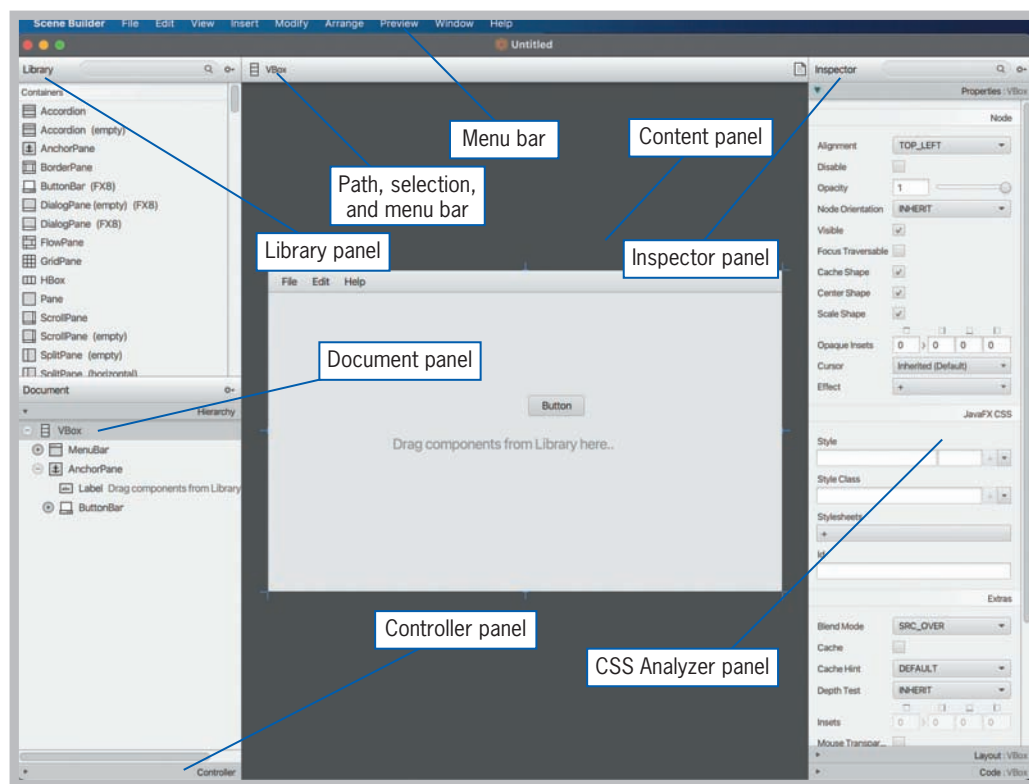 Scene Builder File Edit View Insert Modify Arrange Preview Window Help
Untitled
Library
VBox
Inspector
Containers
Accordion
Accordion (empty)
AnchorPane
BorderPane
ButtonBar (FX8)
DialogPane (empty) (FX8)
DialogPane (FX8)
FlowPane
GridPane
HBox
Pane
ScrollPane
ScrollPane (empty)
SplitPane (empty)
SplitPane (horizontal)
Document
Hierarchy
VBox
MenuBar
AnchorPane
Label Drag components from Library
ButtonBar
Controller
Menu bar
Path, selection,
and menu bar
Library panel
Content panel
Inspector panel
File Edit Help
Document panel
Button
Drag components from Library here..
Controller panel
CSS Analyzer panel
Properties : VBox
Node
Alignment TOP_LEFT
Disable
Opacity 1
Node Orientation INHERIT
Visible
Focus Traversable
Cache Shape
Center Shape
Scale Shape
Opaque Insets 0 0 0 0
Cursor Inherited (Default)
Effect +
JavaFX CSS
Style
Style Class
Stylesheets
+
Id
Extras
Blend Mode SRC_OVER
Cache
Cache Hint DEFAULT
Depth Test INHERIT
Insets 0 0 0 0
Mouse Transpar...
Layout : VBox
Code : VBox